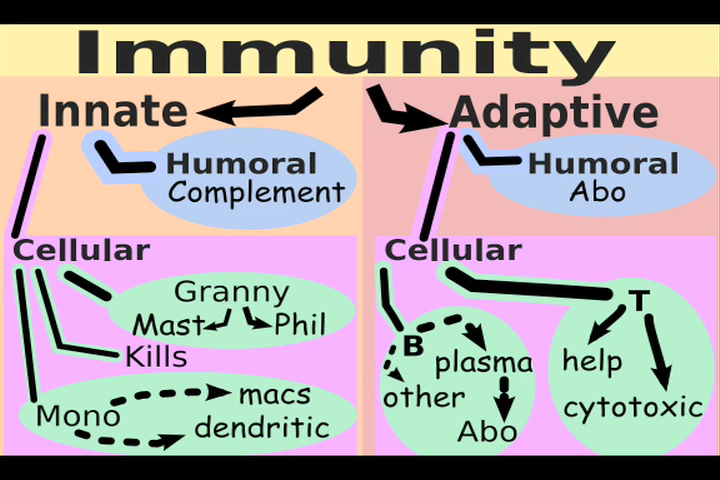 Immunity
Innate
Humoral
Complement
Cellular
Granny
Mast Phil
Kills
Mono
macs
dendritic
Adaptive
Humoral
Abo
Cellular
B
plasma
other
Abo
T
help
cytotoxic